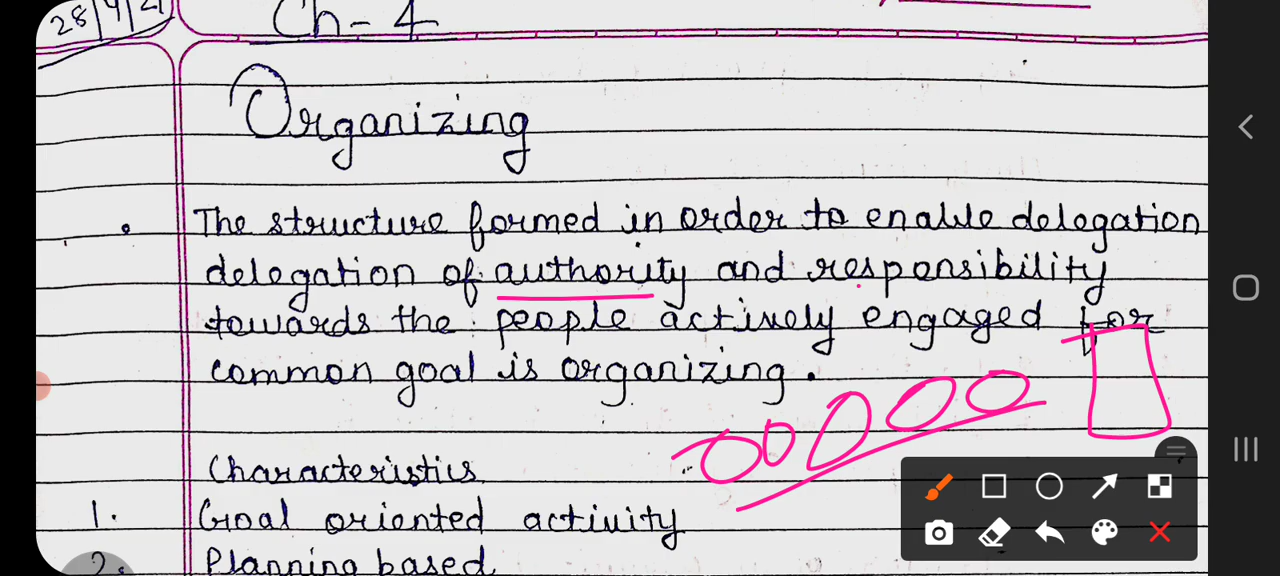 28/4/21
Ch - 4
Organizing
• The structure formed in order to enable delegation
delegation of authority and responsibility
towards the people actively engaged for
common goal is organizing.
Characteristics
1. Goal oriented activity
2. Planning based